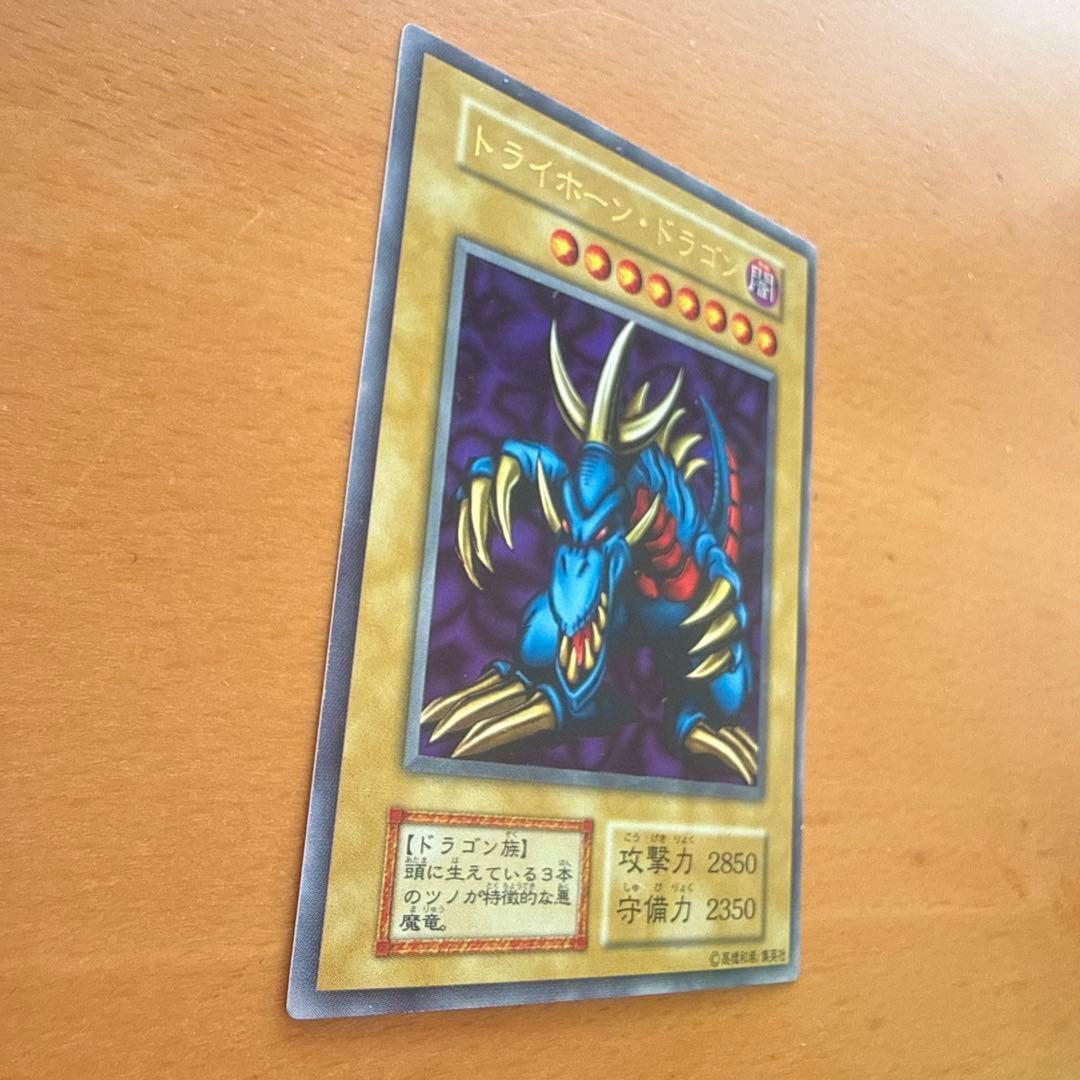 トライホーン・ドラゴン
闇
【ドラゴン族】
頭に生えている3本
のツノが特徴的な悪
魔竜。
攻撃力 2850
守備力 2350
©高橋和希/集英社